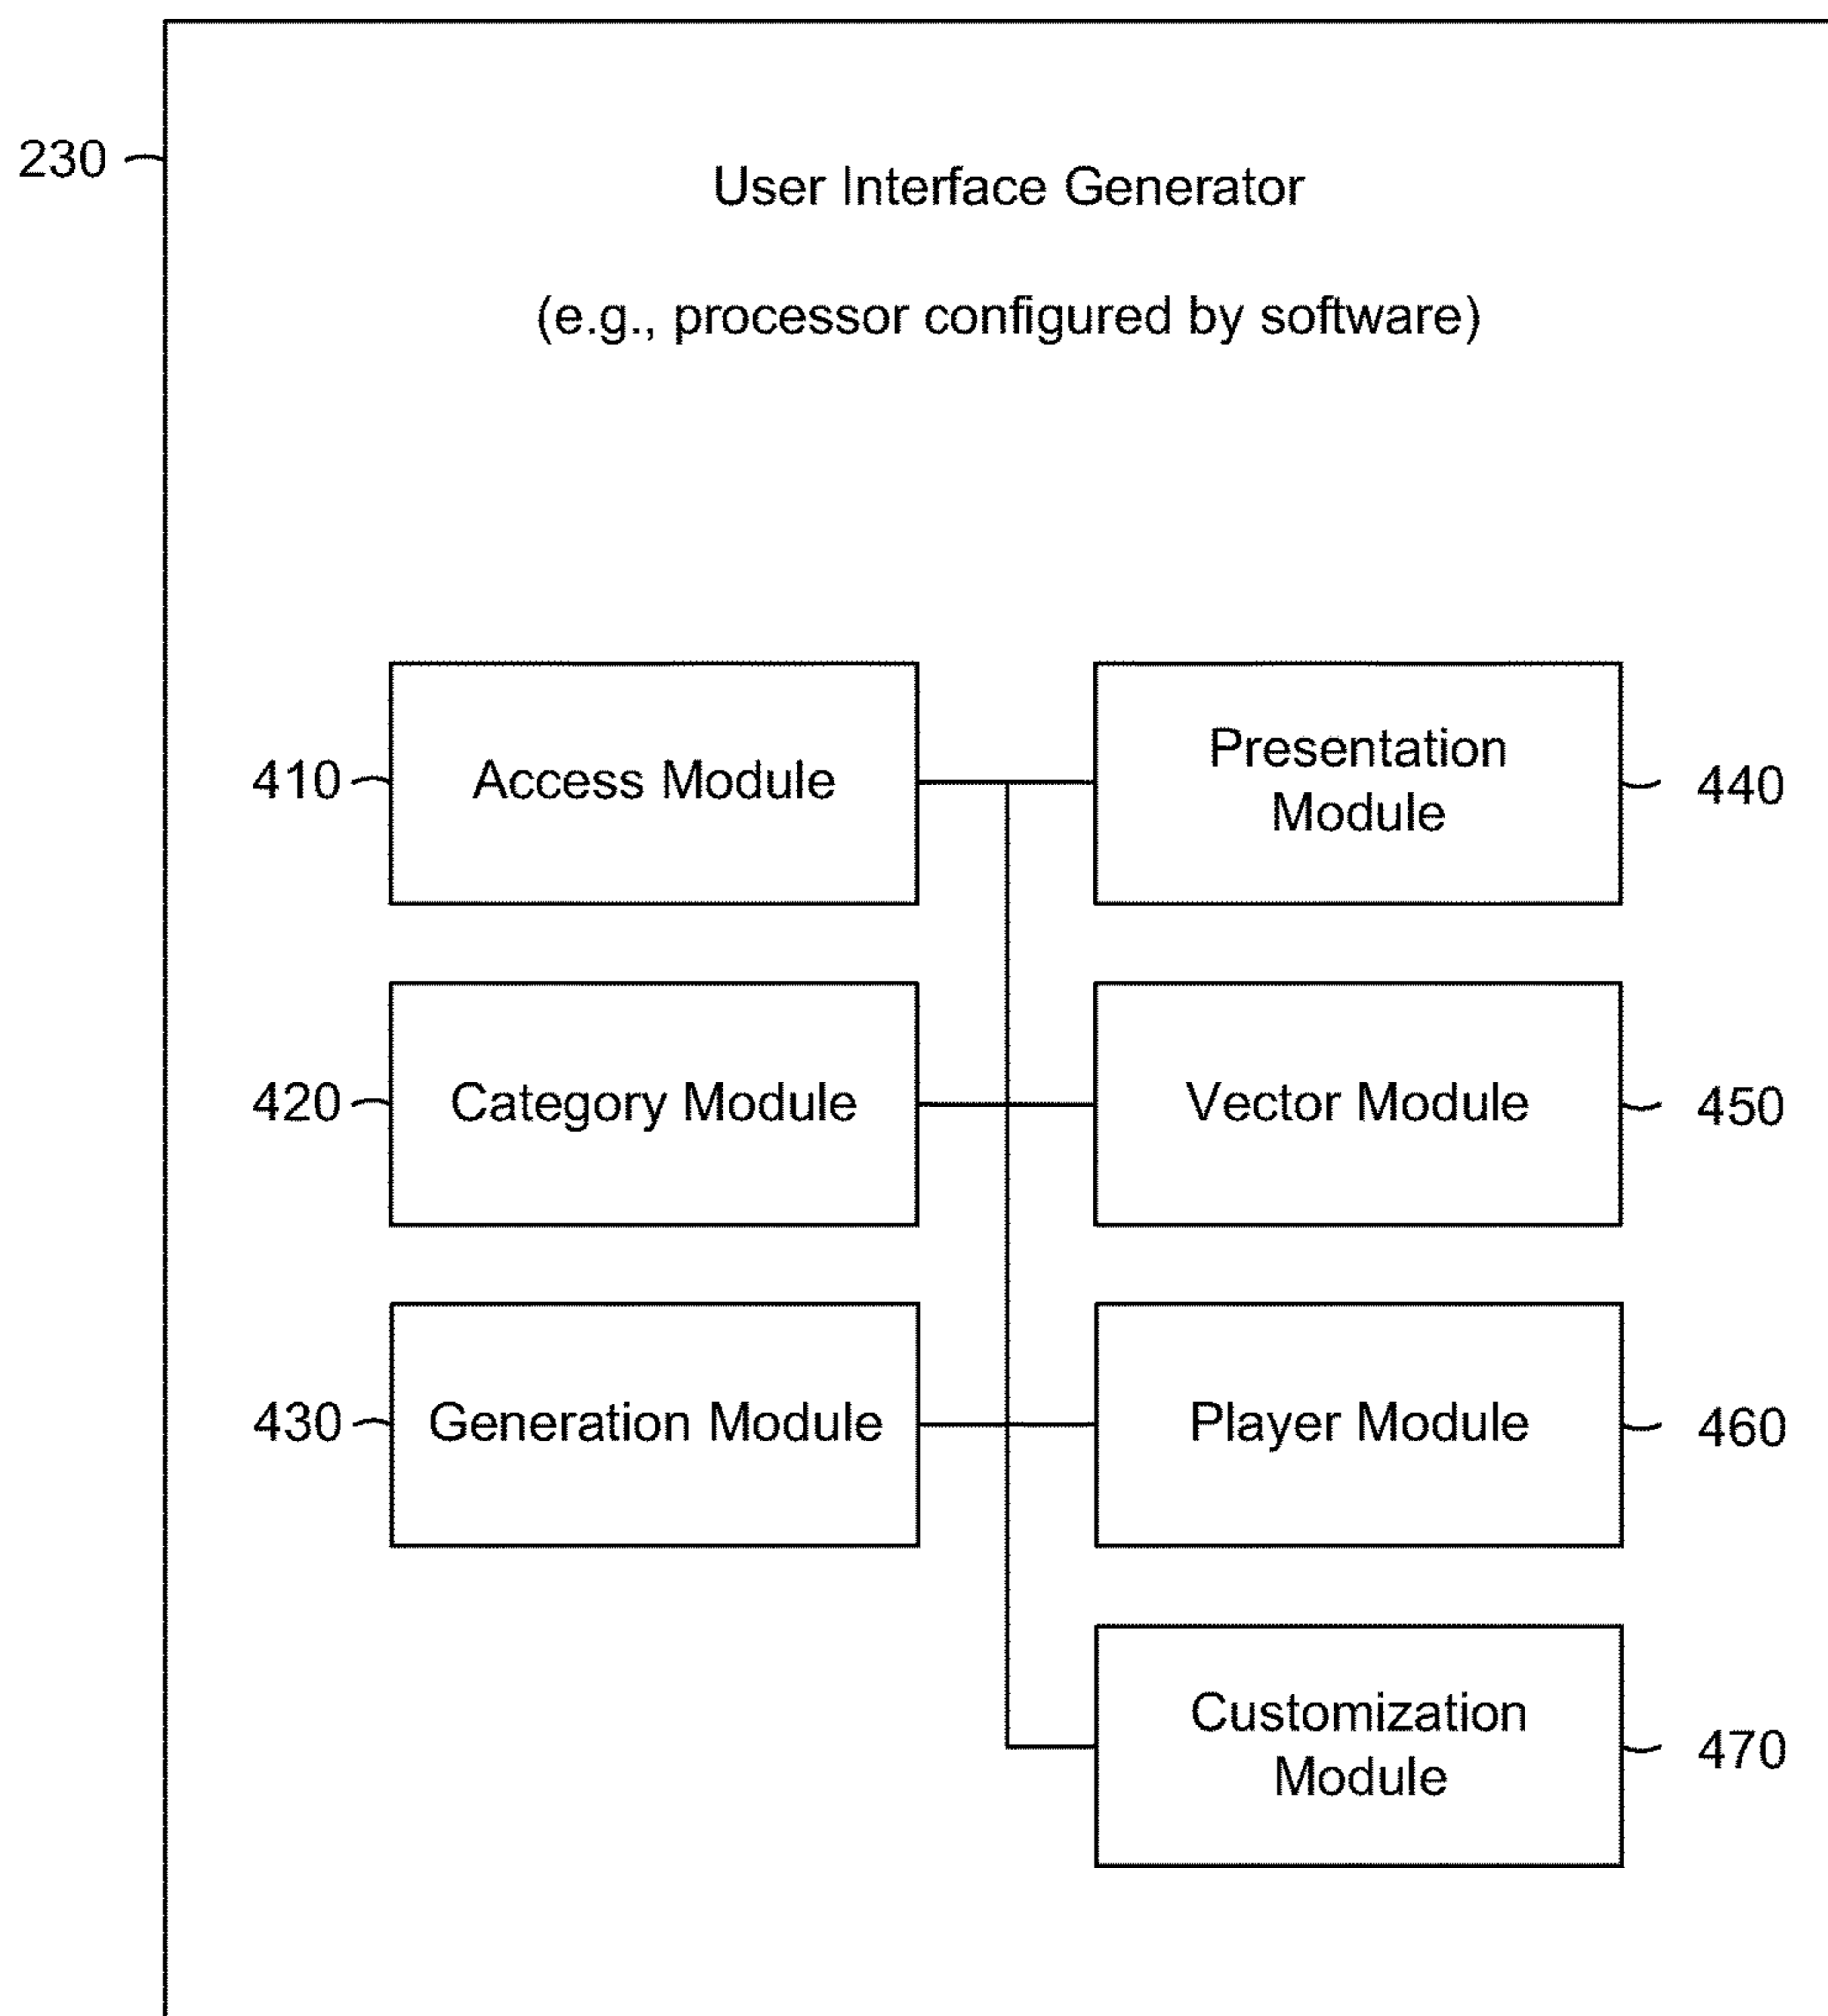 230
User Interface Generator
(e.g., processor configured by software)
410
Access Module
Presentation
Module
440
420
Category Module
Vector Module
450
430
Generation Module
Player Module
460
Customization
Module
470